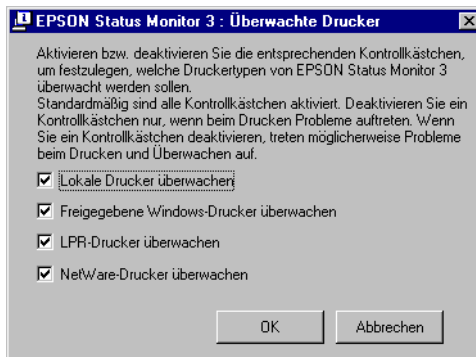 EPSON Status Monitor 3 : Überwachte Drucker
Aktivieren bzw. deaktivieren Sie die entsprechenden Kontrollkästchen,
um festzulegen, welche Druckertypen von EPSON Status Monitor 3
überwacht werden sollen.
Standardmäßig sind alle Kontrollkästchen aktiviert. Deaktivieren Sie ein
Kontrollkästchen nur, wenn beim Drucken Probleme auftreten. Wenn
Sie ein Kontrollkästchen deaktivieren, treten möglicherweise Probleme
beim Drucken und Überwachen auf.
Lokale Drucker überwachen
Freigegebene Windows-Drucker überwachen
LPR-Drucker überwachen
NetWare-Drucker überwachen
OK
Abbrechen